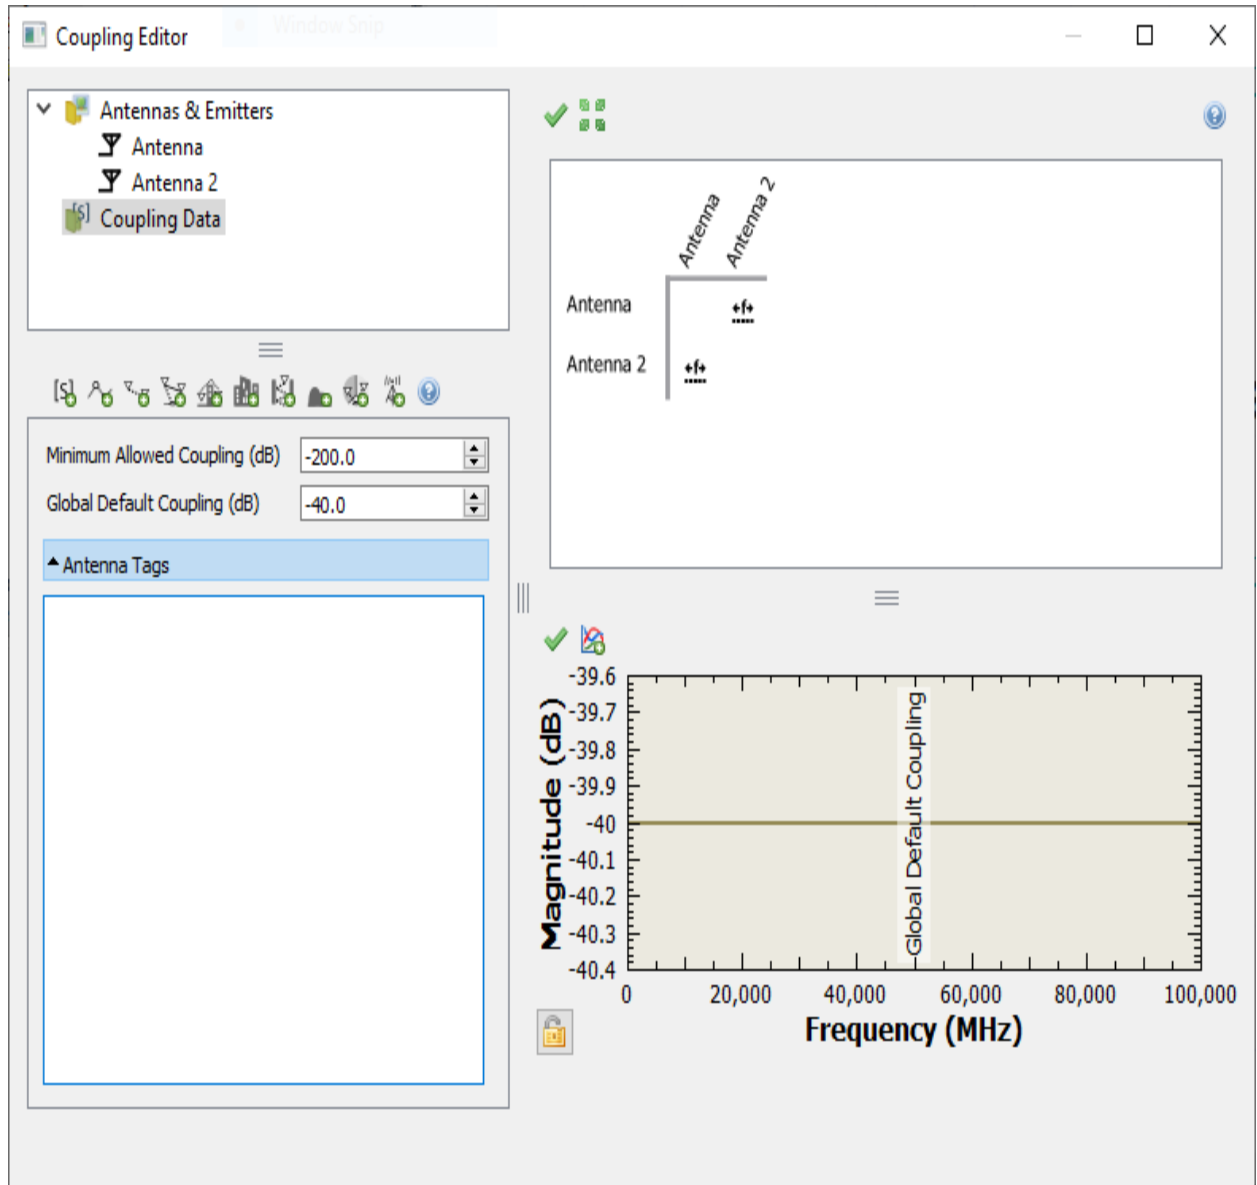 Coupling Editor
Window Snip
Antennas & Emitters
Antenna
Antenna 2
[S] Coupling Data
[S]
Minimum Allowed Coupling (dB) -200.0
Global Default Coupling (dB) -40.0
Antenna Tags
Antenna
Antenna 2
Antenna
f
Antenna 2
f
-39.6
-39.7
-39.8
-39.9
-40
-40.1
-40.2
-40.3
-40.4
Magnitude (dB)
Global Default Coupling
0 20,000 40,000 60,000 80,000 100,000
Frequency (MHz)